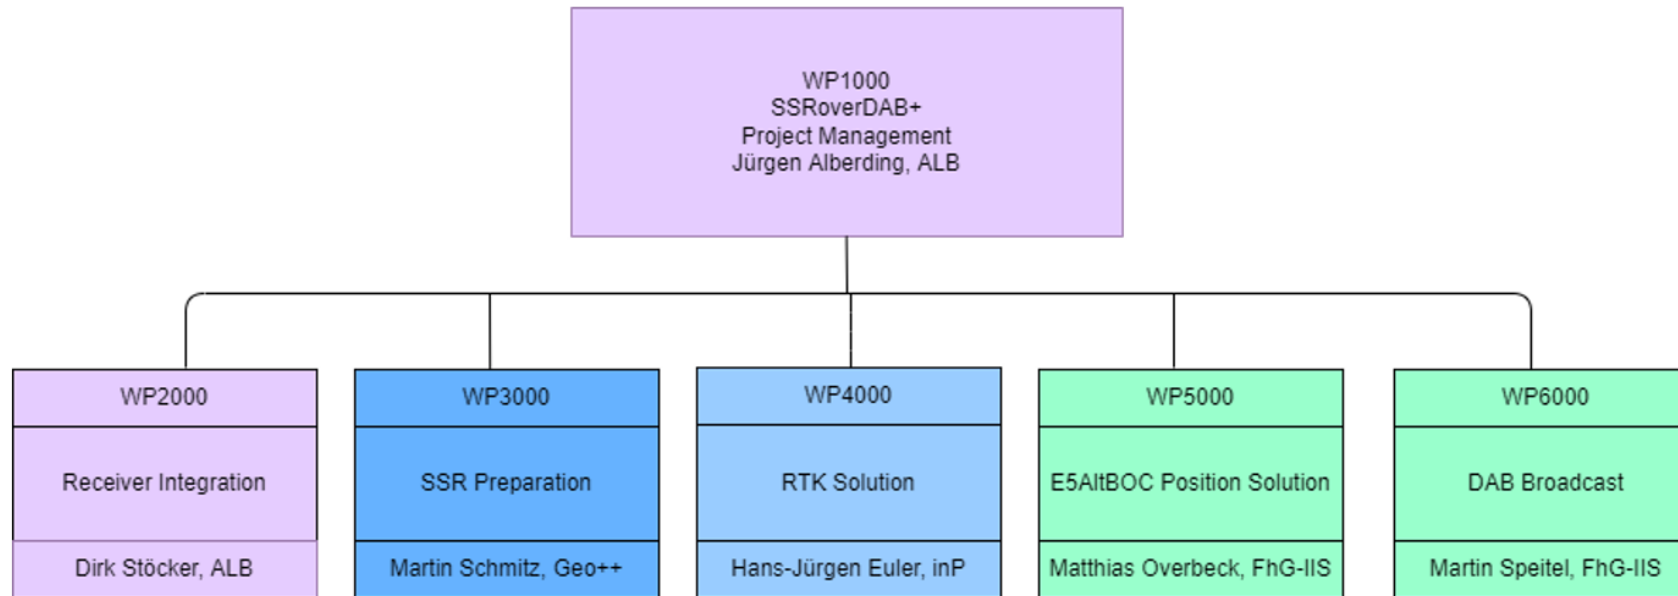 WP1000
SSRoverDAB+
Project Management
Jürgen Alberding, ALB
WP2000
Receiver Integration
Dirk Stöcker, ALB
WP3000
SSR Preparation
Martin Schmitz, Geo++
WP4000
RTK Solution
Hans-Jürgen Euler, inP
WP5000
E5AltBOC Position Solution
Matthias Overbeck, FhG-IIS
WP6000
DAB Broadcast
Martin Speitel, FhG-IIS